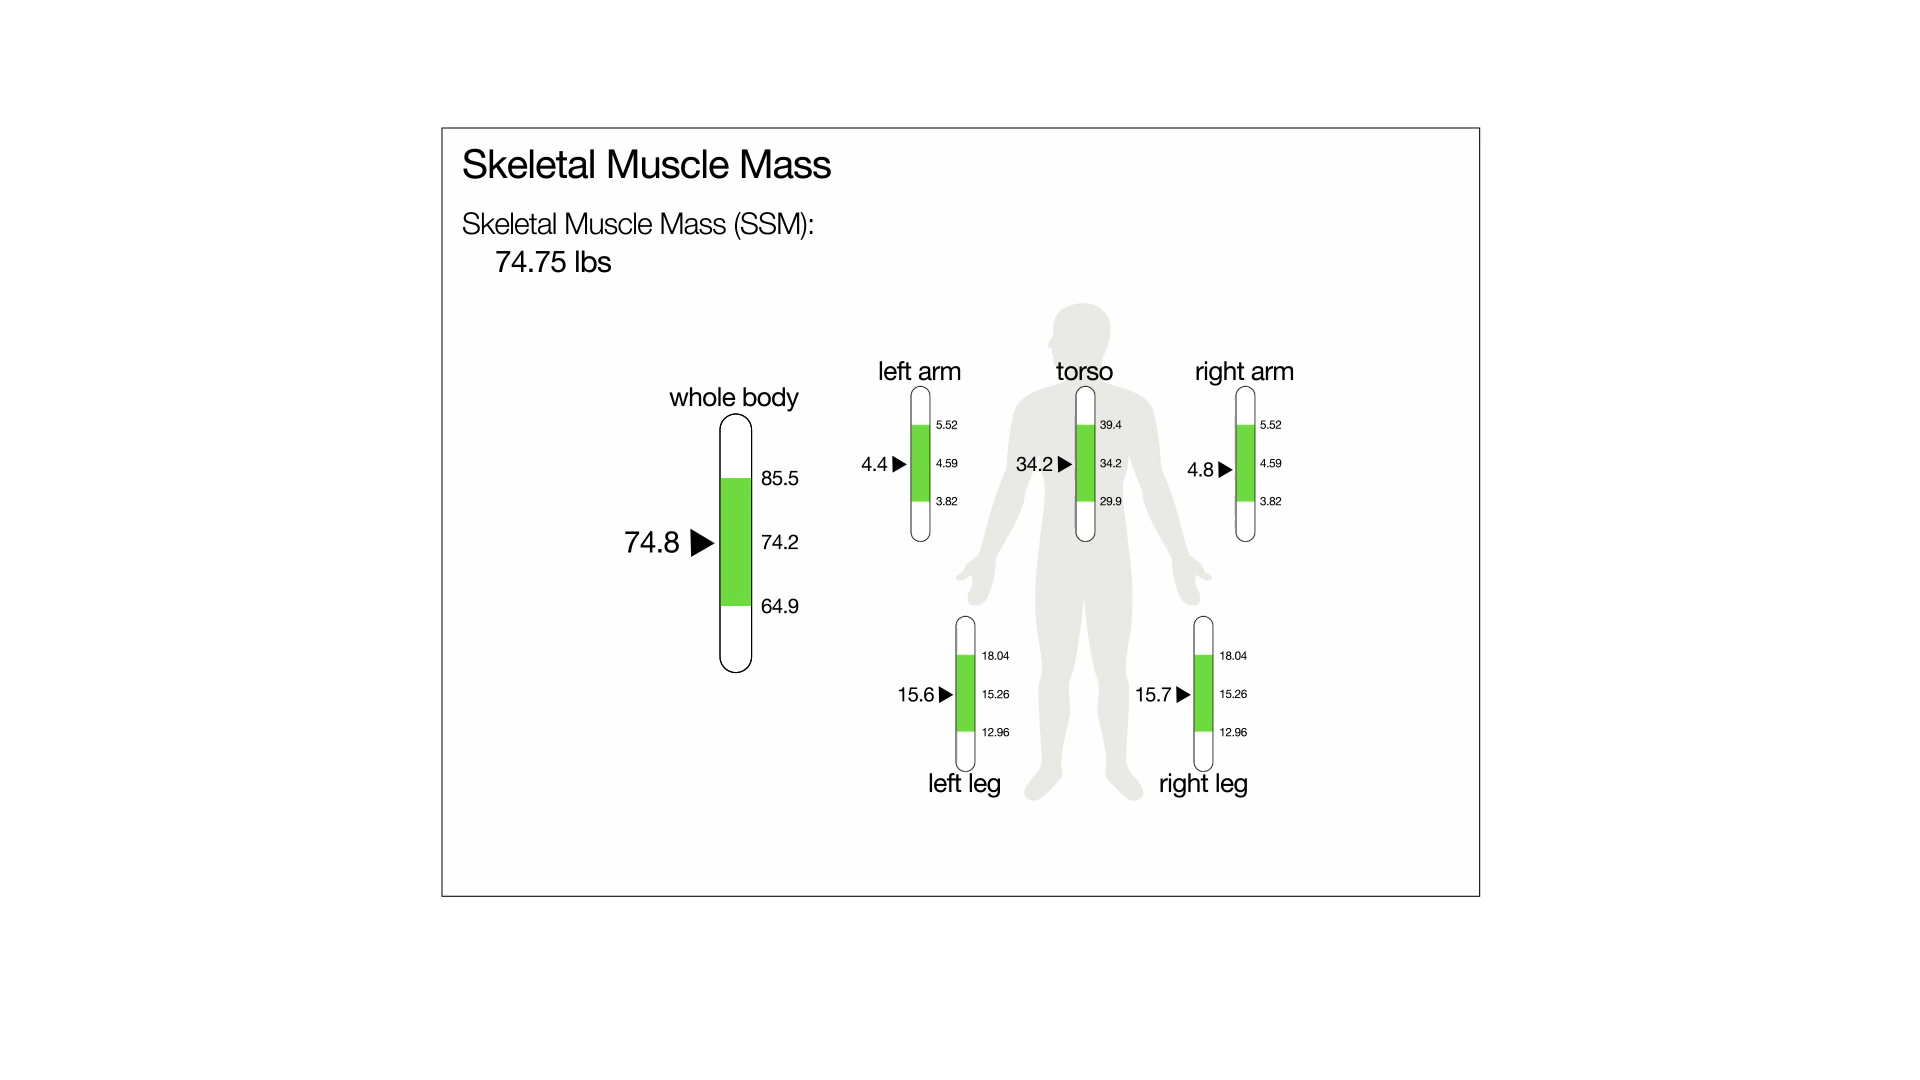 Skeletal Muscle Mass
Skeletal Muscle Mass (SSM):
74.75 lbs
whole body
85.5
74.8
74.2
64.9
left arm
5.52
4.4
4.59
3.82
torso
39.4
34.2
34.2
29.9
right arm
5.52
4.8
4.59
3.82
18.04
15.6
15.26
12.96
left leg
18.04
15.7
15.26
12.96
right leg